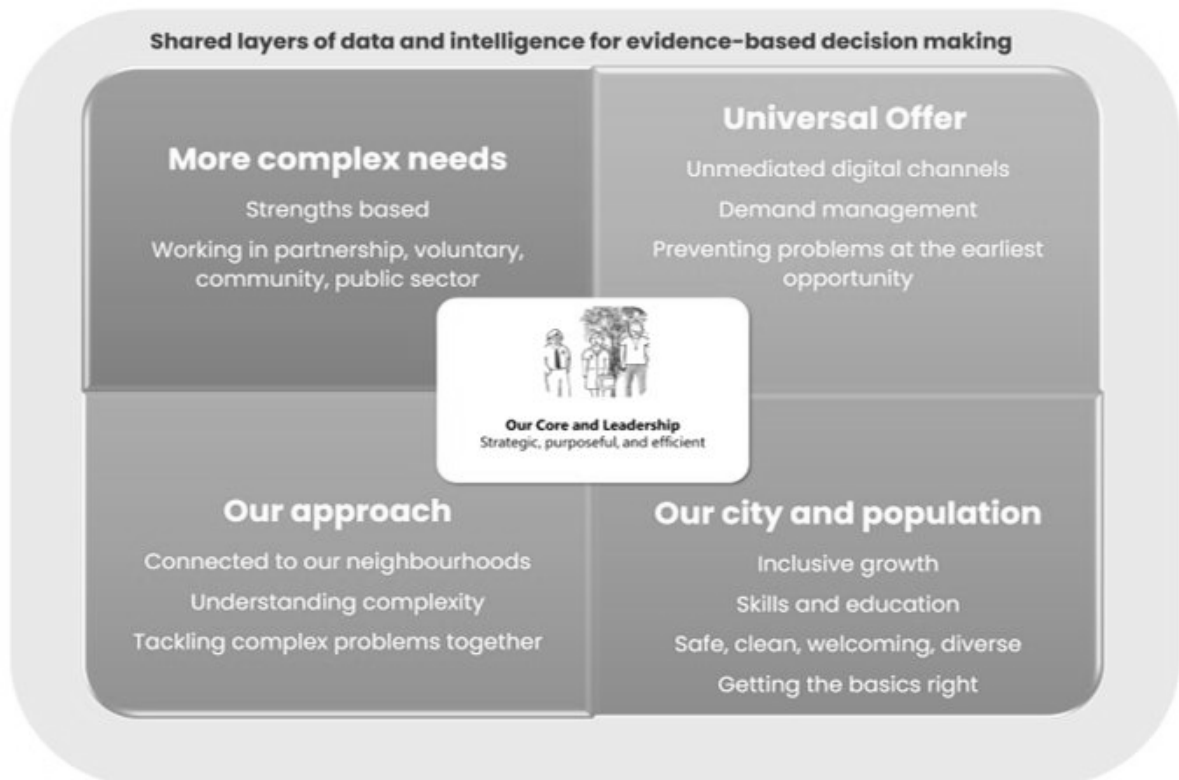 Shared layers of data and intelligence for evidence-based decision making
More complex needs
Strengths based
Working in partnership, voluntary,
community, public sector
Universal Offer
Unmediated digital channels
Demand management
Preventing problems at the earliest
opportunity
Our Core and Leadership
Strategic, purposeful, and efficient
Our approach
Connected to our neighbourhoods
Understanding complexity
Tackling complex problems together
Our city and population
Inclusive growth
Skills and education
Safe, clean, welcoming, diverse
Getting the basics right